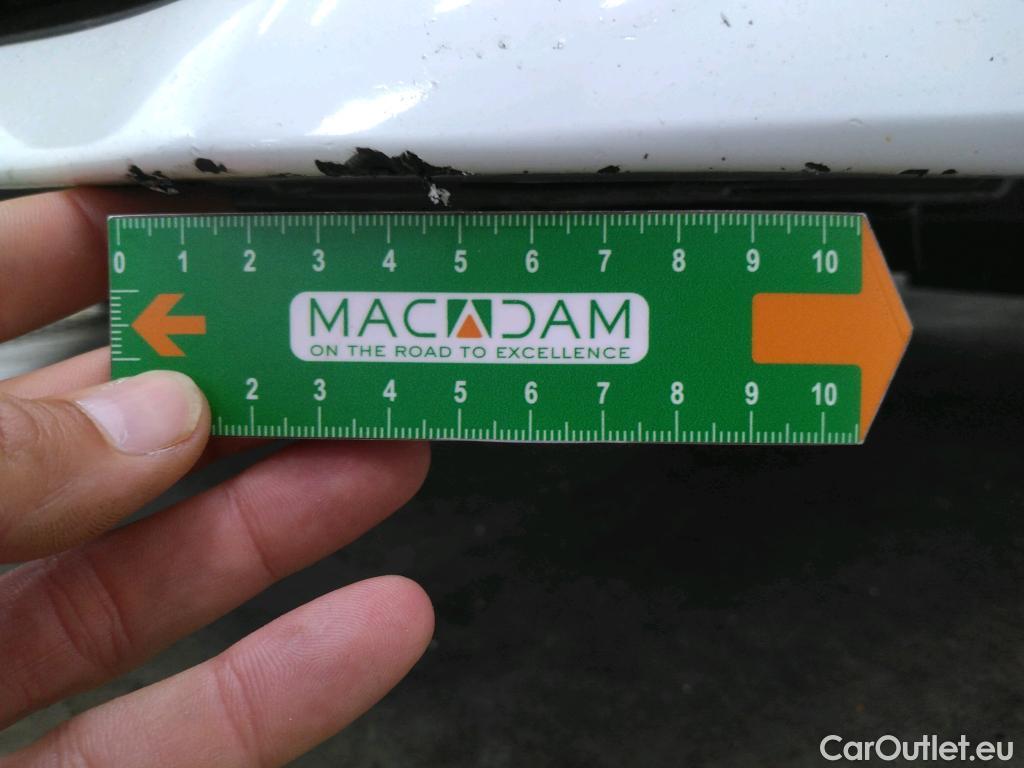 0 1 2 3 4 5 6 7 8 9 10
MACADAM
ON THE ROAD TO EXCELLENCE
2 3 4 5 6 7 8 9 10
CarOutlet.eu